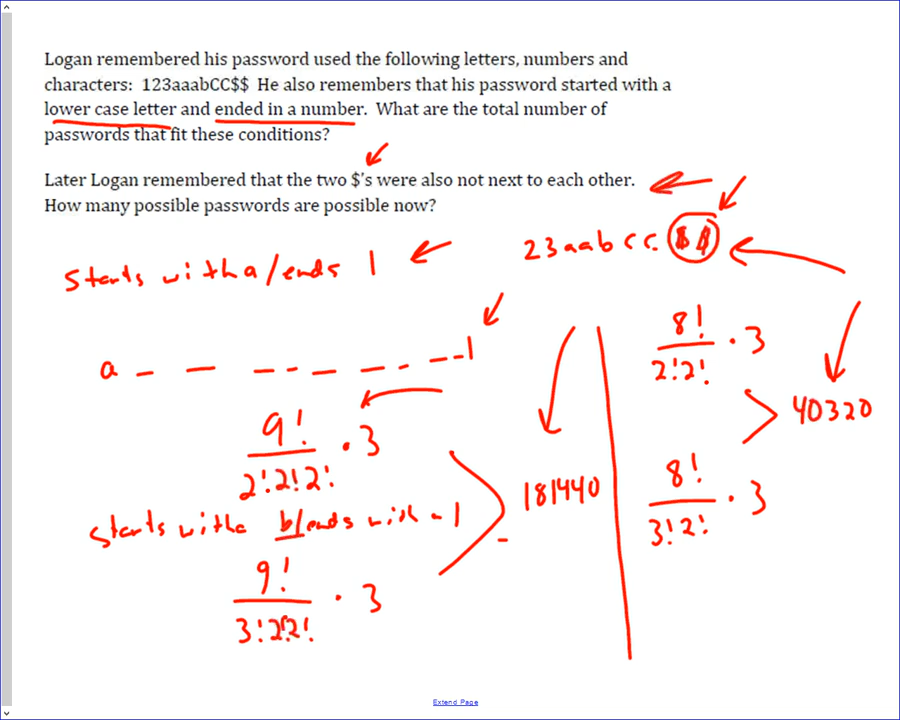 Logan remembered his password used the following letters, numbers and
characters: 123aaabCC$$ He also remembers that his password started with a
lower case letter and ended in a number. What are the total number of
passwords that fit these conditions?
Later Logan remembered that the two $'s were also not next to each other.
How many possible passwords are possible now?
Starts with a/ends 1
23aabcc $$
a _ _ _ _ _ _ _ _ _ 1
9!/2!2!2! · 3
starts with a b/ends with a 1
9!/3!2!2! · 3
181440
8!/2!2! · 3
40320
8!/3!2! · 3
Extend Page